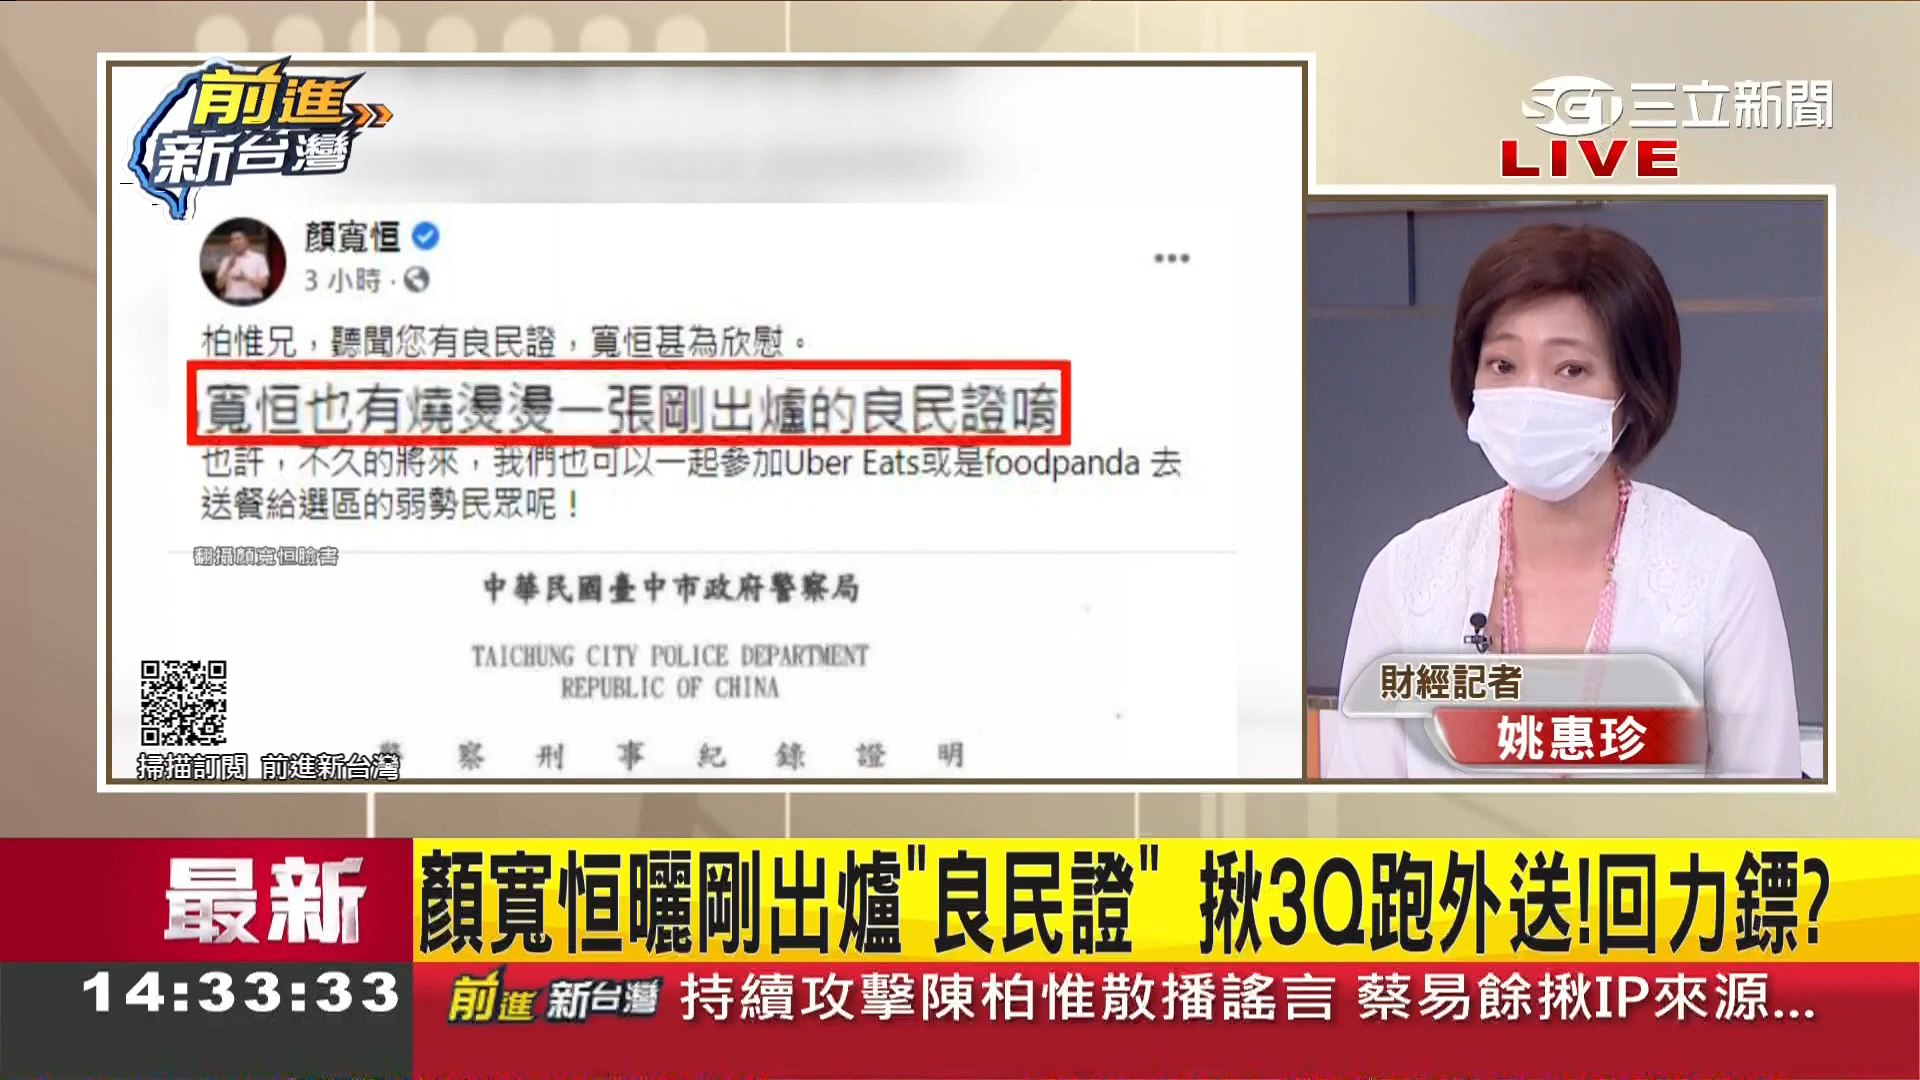 前進
新台灣
SET三立新聞
LIVE
顏寬恒
3 小時 ·
柏惟兄，聽聞您有良民證，寬恒甚為欣慰。
寬恒也有燒燙燙一張剛出爐的良民證唷
也許，不久的將來，我們也可以一起參加Uber Eats或是foodpanda 去
送餐給選區的弱勢民眾呢！
翻攝顏寬恒臉書
中華民國臺中市政府警察局
TAICHUNG CITY POLICE DEPARTMENT
REPUBLIC OF CHINA
警 察 刑 事 紀 錄 證 明
掃描訂閱 前進新台灣
財經記者
姚惠珍
最新
顏寬恒曬剛出爐"良民證" 揪3Q跑外送!回力鏢?
14:33:33
前進新台灣 持續攻擊陳柏惟散播謠言 蔡易餘揪IP來源...